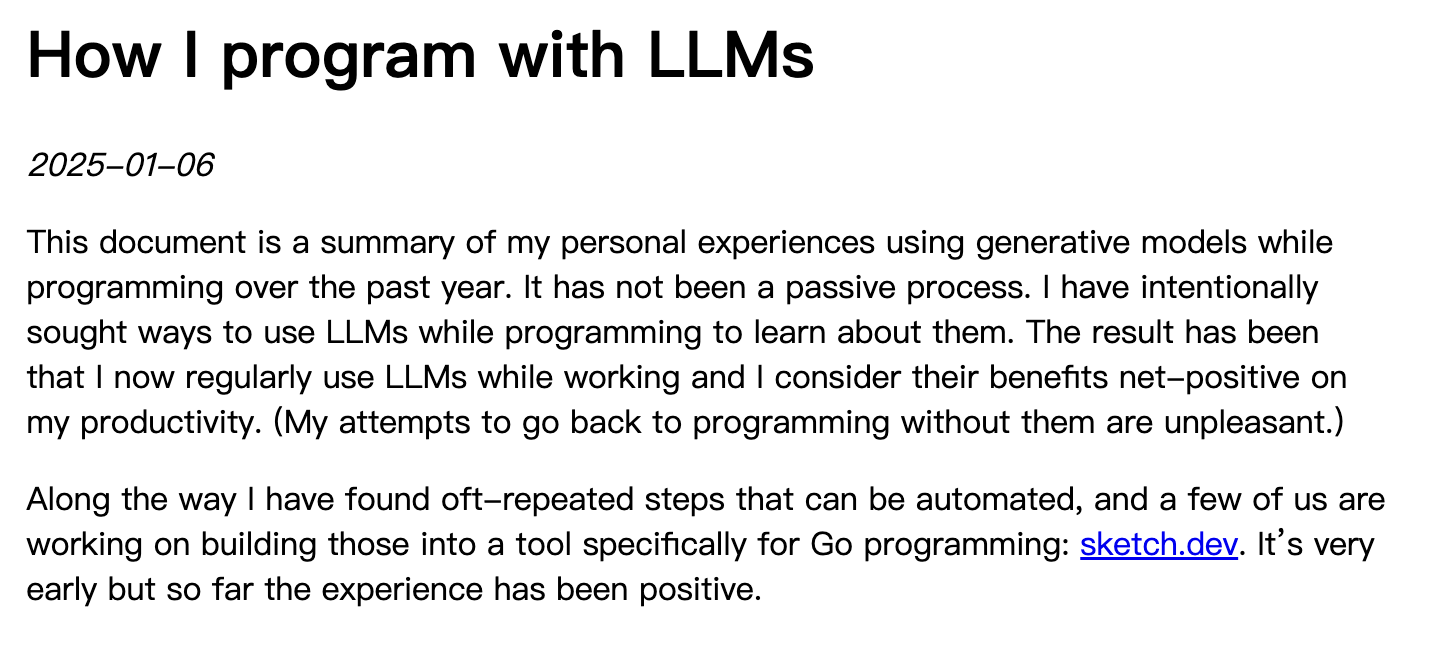 How I program with LLMs
2025-01-06
This document is a summary of my personal experiences using generative models while
programming over the past year. It has not been a passive process. I have intentionally
sought ways to use LLMs while programming to learn about them. The result has been
that I now regularly use LLMs while working and I consider their benefits net-positive on
my productivity. (My attempts to go back to programming without them are unpleasant.)
Along the way I have found oft-repeated steps that can be automated, and a few of us are
working on building those into a tool specifically for Go programming: sketch.dev. It’s very
early but so far the experience has been positive.